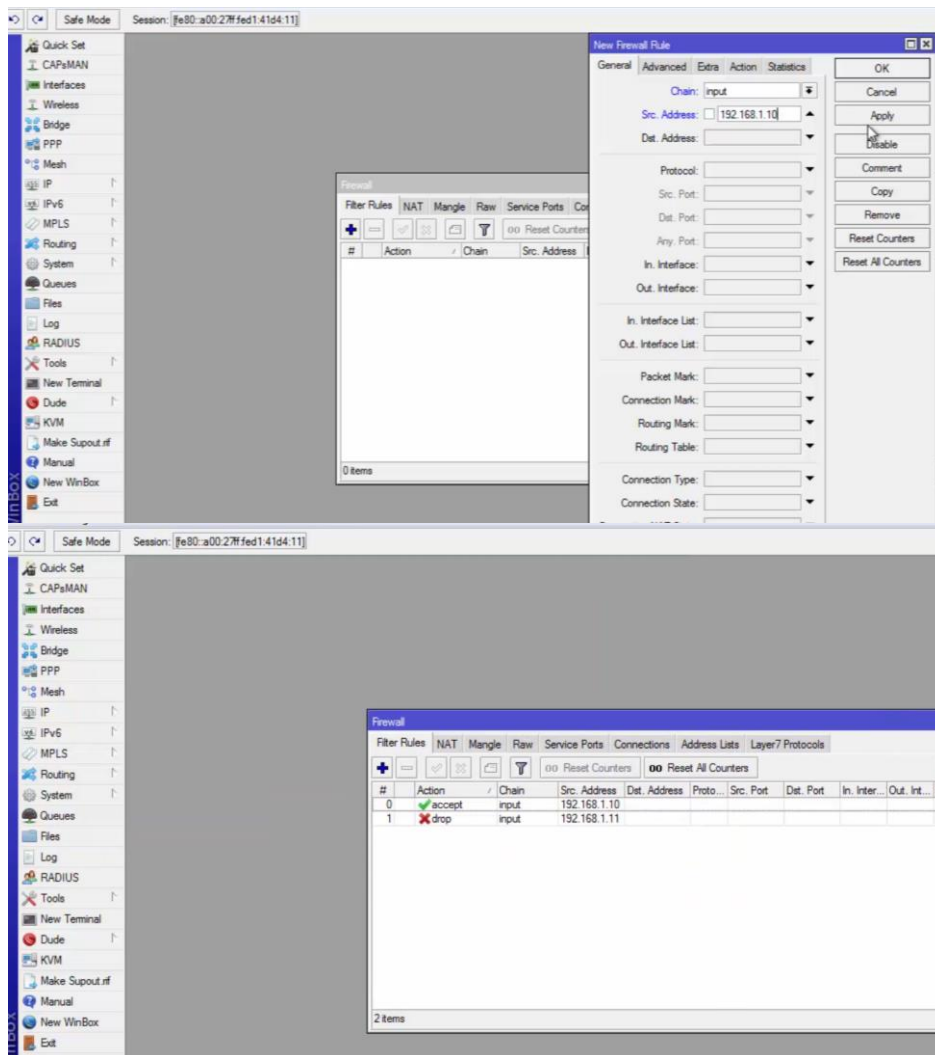 Safe Mode Session: [fe80::a00:27ff:fed1:41d4:11]
Quick Set
CAPsMAN
Interfaces
Wireless
Bridge
PPP
Mesh
IP
IPv6
MPLS
Routing
System
Queues
Files
Log
RADIUS
Tools
New Terminal
Dude
KVM
Make Supout.rif
Manual
New WinBox
Exit
WinBox
Firewall
Filter Rules NAT Mangle Raw Service Ports Con
00 Reset Counters
# Action / Chain Src. Address
0 items
New Firewall Rule
General Advanced Extra Action Statistics
Chain: input
Src. Address: 192.168.1.10
Dst. Address:
Protocol:
Src. Port:
Dst. Port:
Any. Port:
In. Interface:
Out. Interface:
In. Interface List:
Out. Interface List:
Packet Mark:
Connection Mark:
Routing Mark:
Routing Table:
Connection Type:
Connection State:
OK
Cancel
Apply
Disable
Comment
Copy
Remove
Reset Counters
Reset All Counters
Safe Mode Session: [fe80::a00:27ff:fed1:41d4:11]
Quick Set
CAPsMAN
Interfaces
Wireless
Bridge
PPP
Mesh
IP
IPv6
MPLS
Routing
System
Queues
Files
Log
RADIUS
Tools
New Terminal
Dude
KVM
Make Supout.rif
Manual
New WinBox
Exit
Firewall
Filter Rules NAT Mangle Raw Service Ports Connections Address Lists Layer7 Protocols
00 Reset Counters 00 Reset All Counters
# Action / Chain Src. Address Dst. Address Proto... Src. Port Dst. Port In. Inter... Out. Int...
0 accept input 192.168.1.10
1 drop input 192.168.1.11
2 items